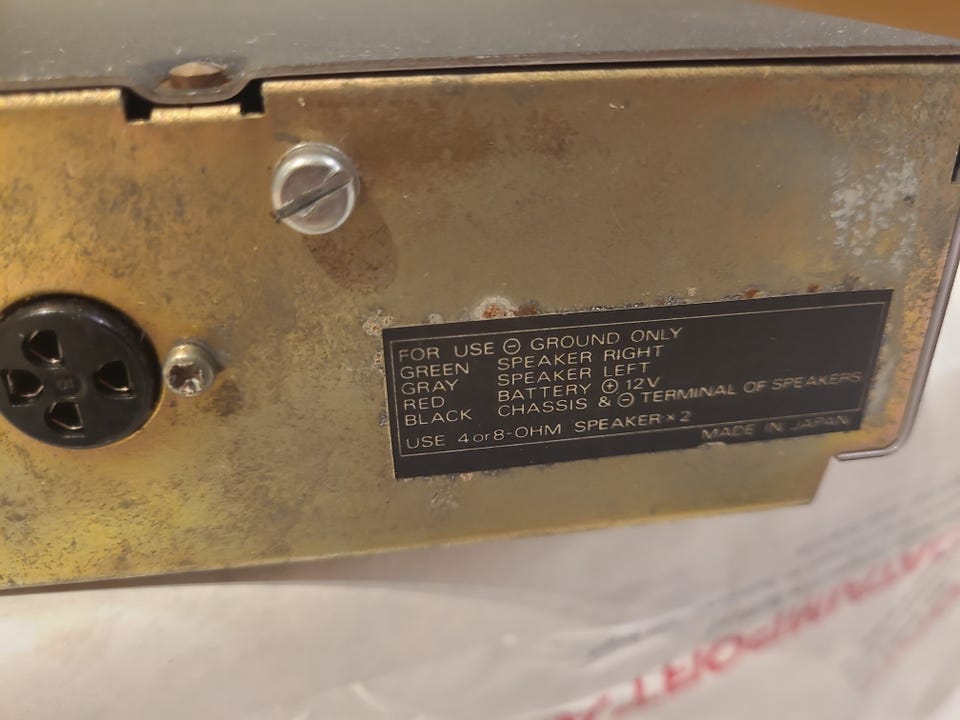 FOR USE ⊖ GROUND ONLY
GREEN SPEAKER RIGHT
GRAY SPEAKER LEFT
RED BATTERY ⊕ 12V
BLACK CHASSIS & ⊖ TERMINAL OF SPEAKERS
USE 4 or 8-OHM SPEAKER × 2
MADE IN JAPAN